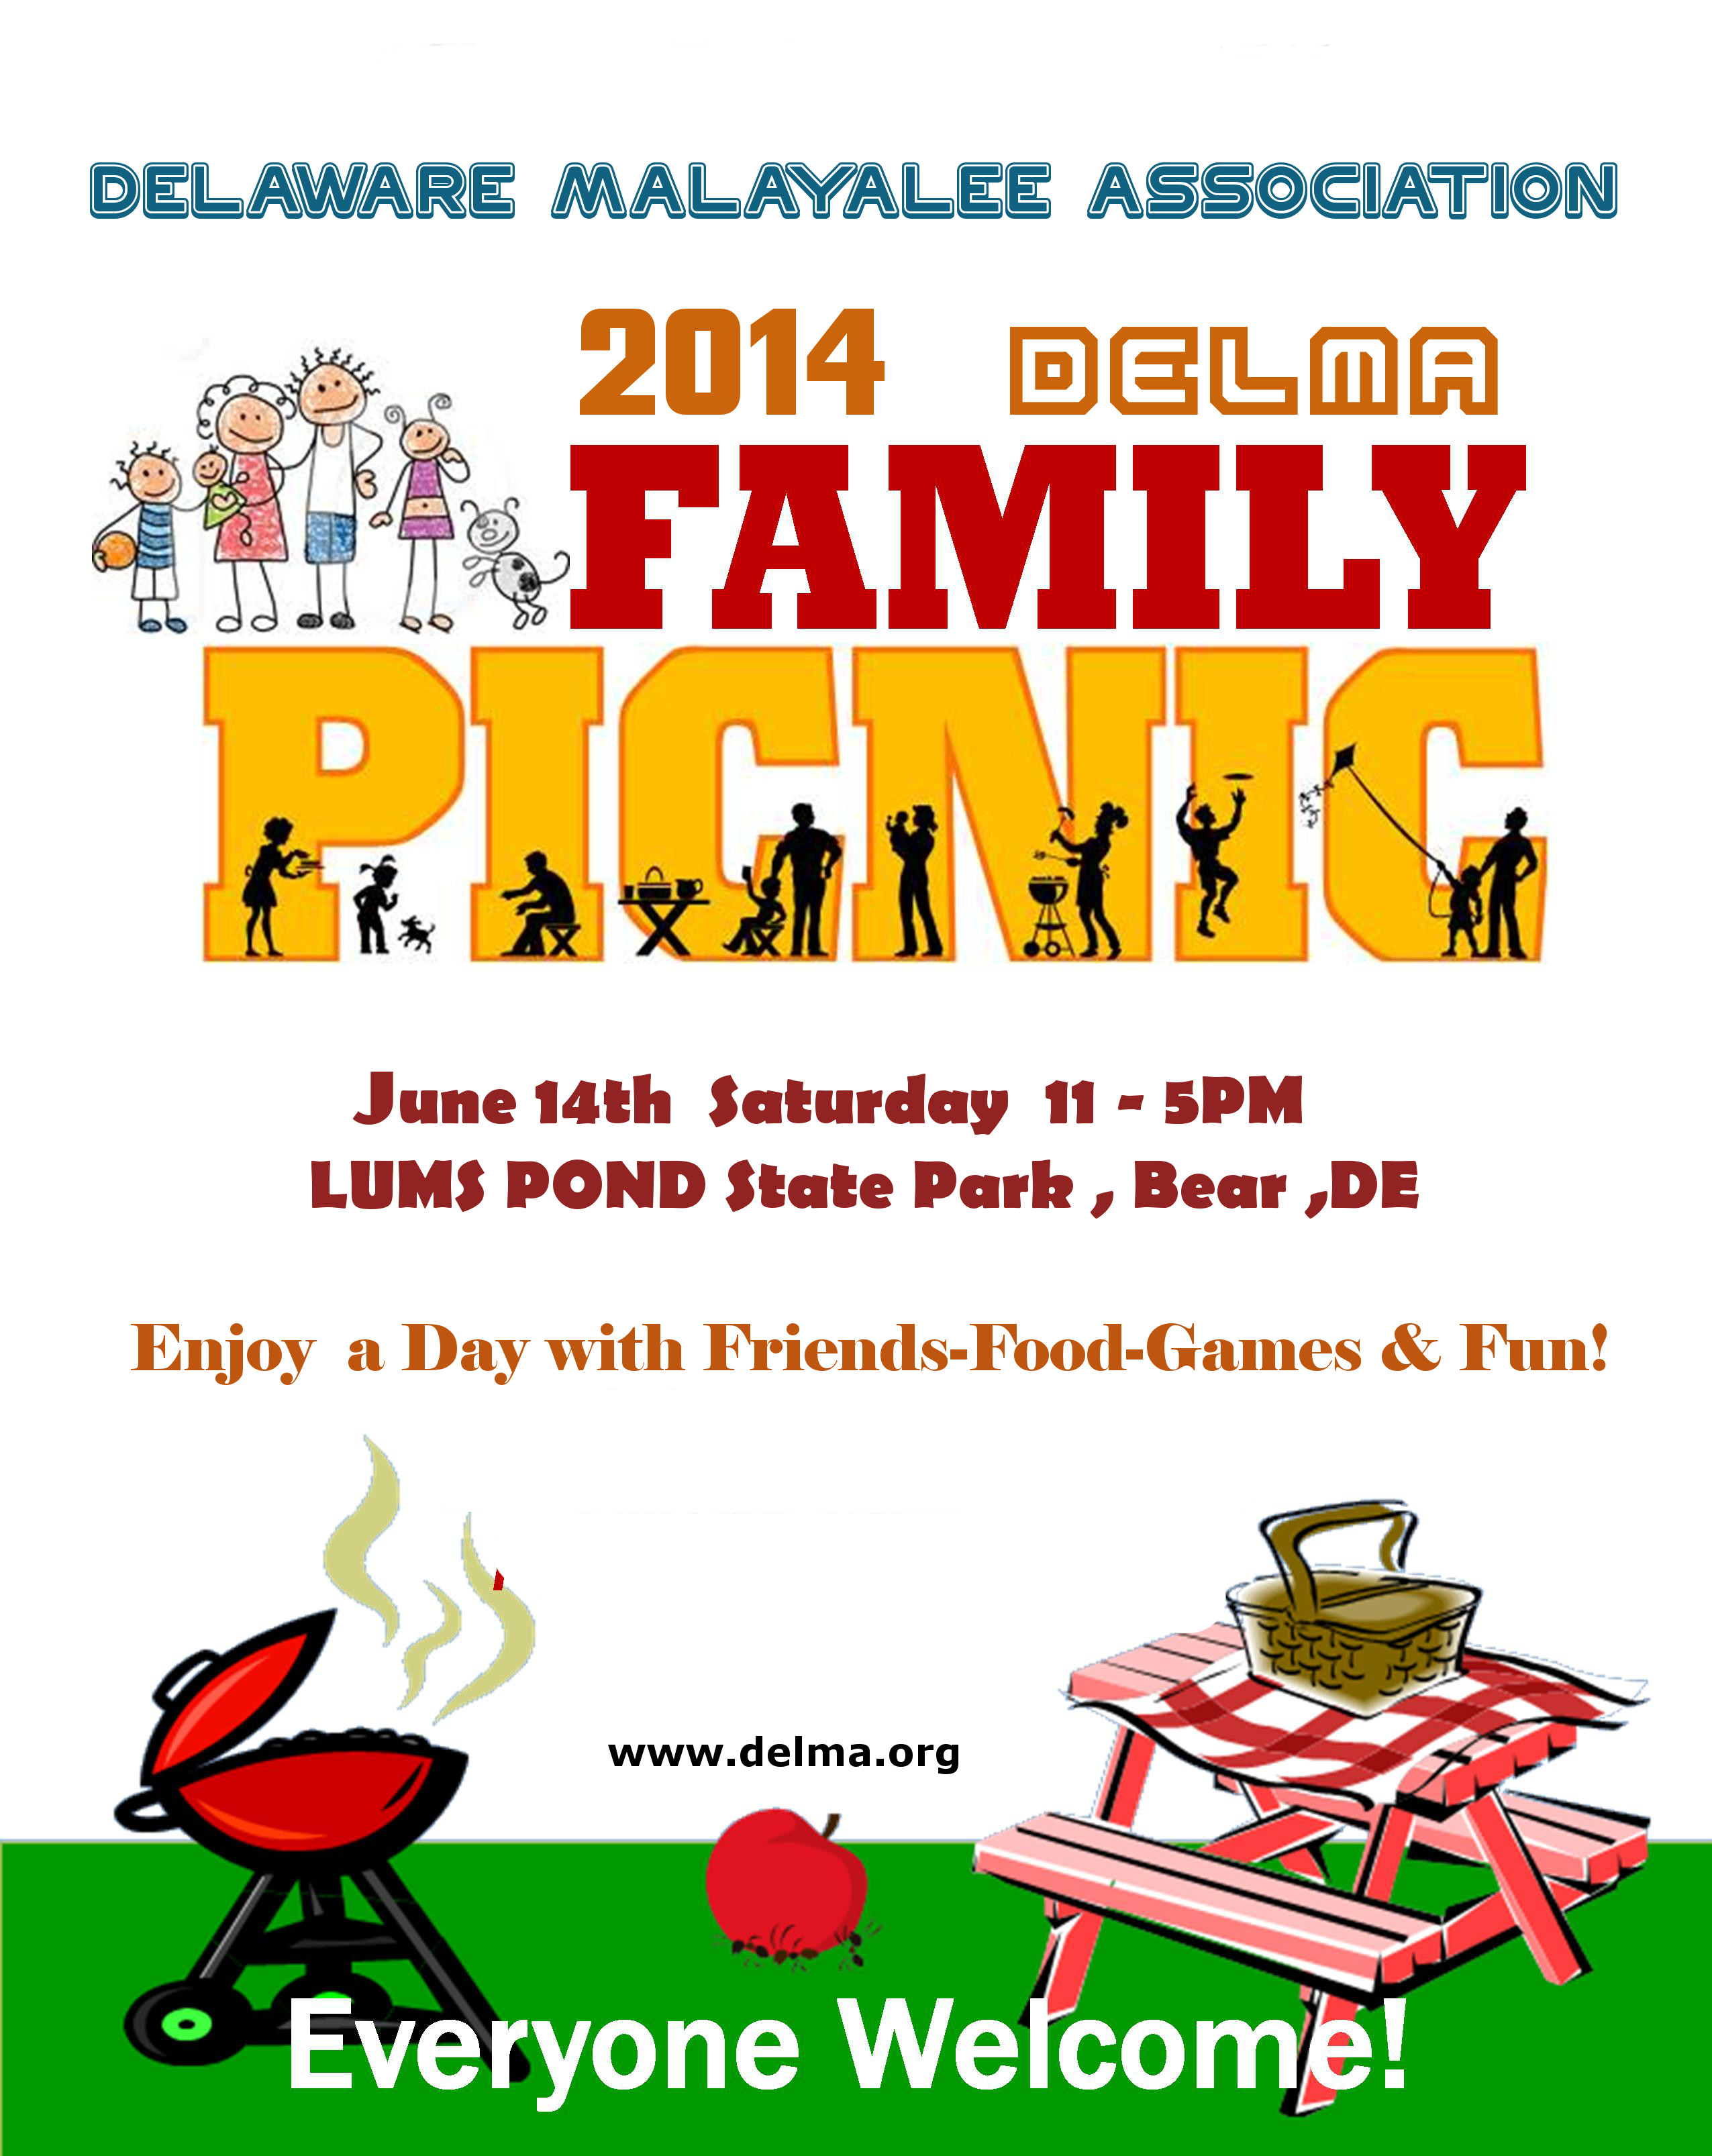 DELAWARE MALAYALEE ASSOCIATION
2014 DELMA
FAMILY
PICNIC
June 14th Saturday 11 - 5PM
LUMS POND State Park , Bear ,DE
Enjoy a Day with Friends-Food-Games & Fun!
www.delma.org
Everyone Welcome!